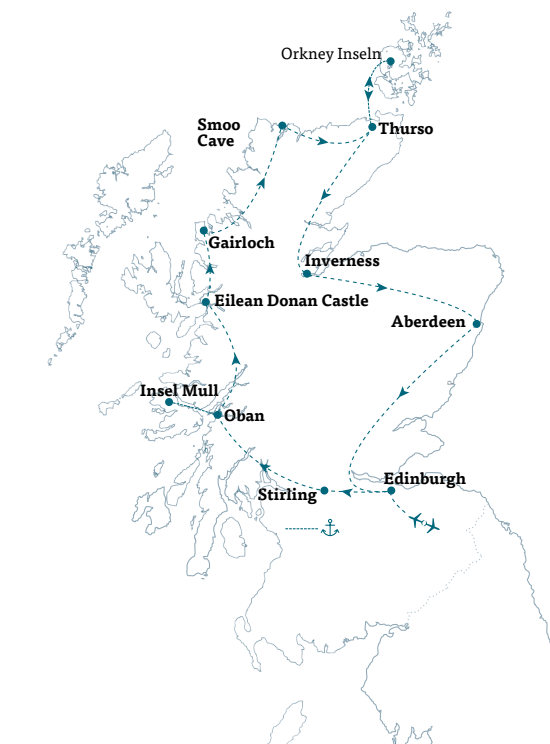 Orkney Inseln
Smoo
Cave
Thurso
Gairloch
Inverness
Eilean Donan Castle
Aberdeen
Insel Mull
Oban
Edinburgh
Stirling